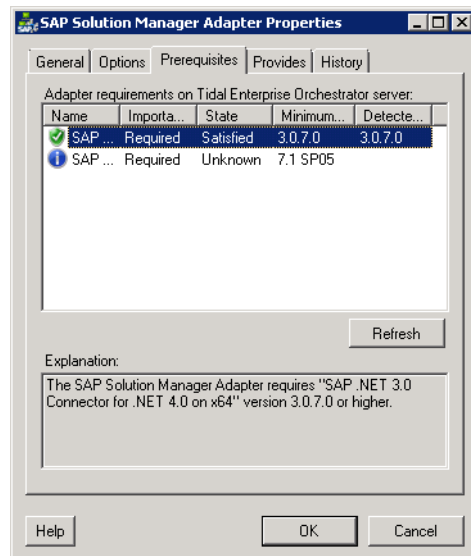 SAP Solution Manager Adapter Properties
General Options Prerequisites Provides History
Adapter requirements on Tidal Enterprise Orchestrator server:
Name Importa... State Minimum... Detecte...
SAP ... Required Satisfied 3.0.7.0 3.0.7.0
SAP ... Required Unknown 7.1 SP05
Refresh
Explanation:
The SAP Solution Manager Adapter requires "SAP .NET 3.0
Connector for .NET 4.0 on x64" version 3.0.7.0 or higher.
Help OK Cancel